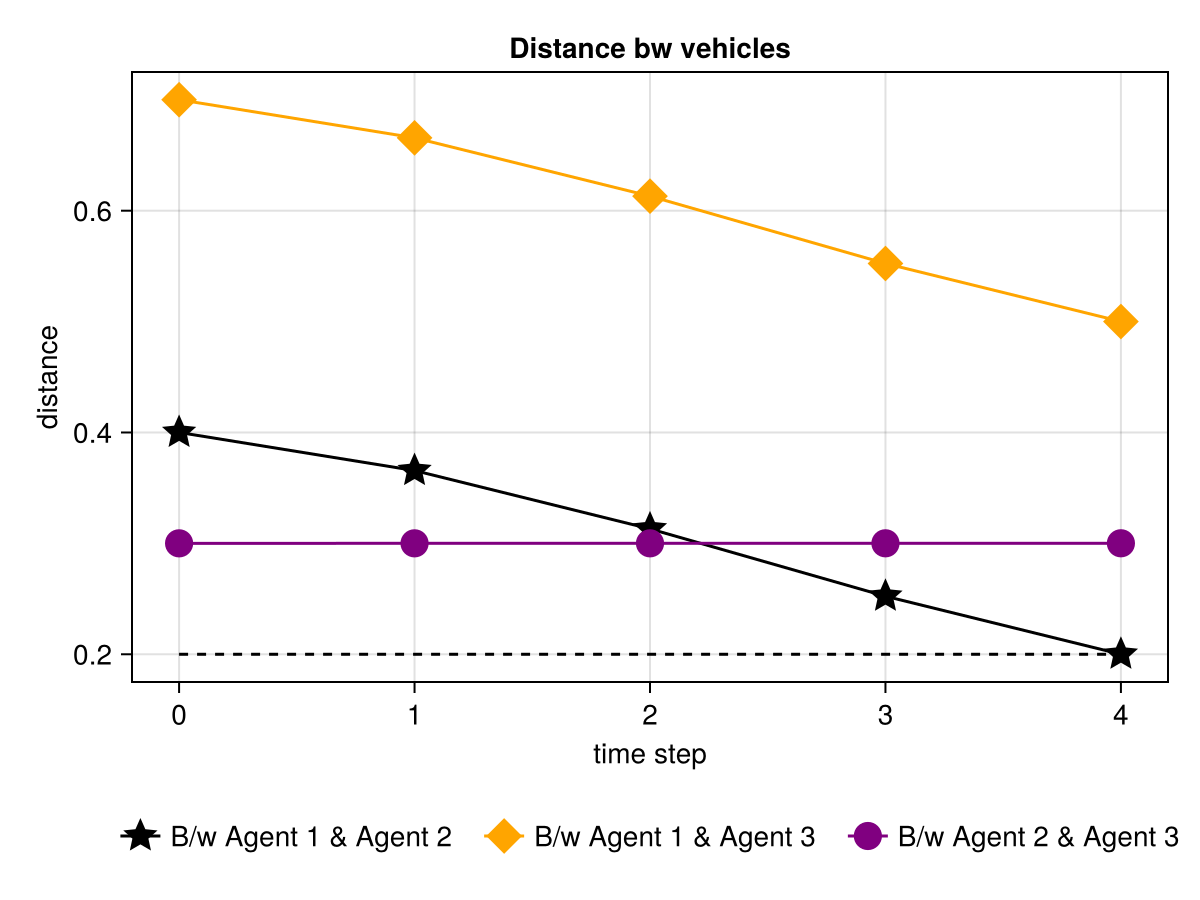 Distance bw vehicles
distance
0.6
0.4
0.2
0 1 2 3 4
time step
B/w Agent 1 & Agent 2 B/w Agent 1 & Agent 3 B/w Agent 2 & Agent 3